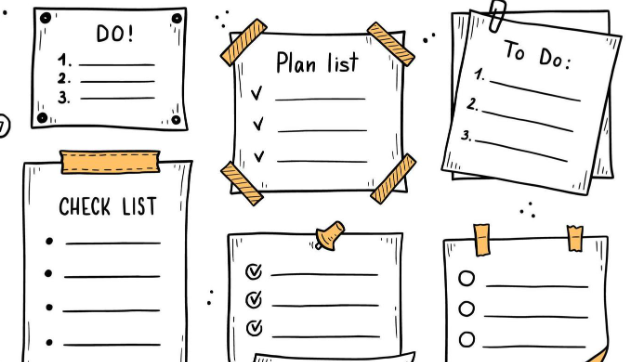 DO!
1.
2.
3.
Plan list
To Do:
1.
2.
3.
CHECK LIST